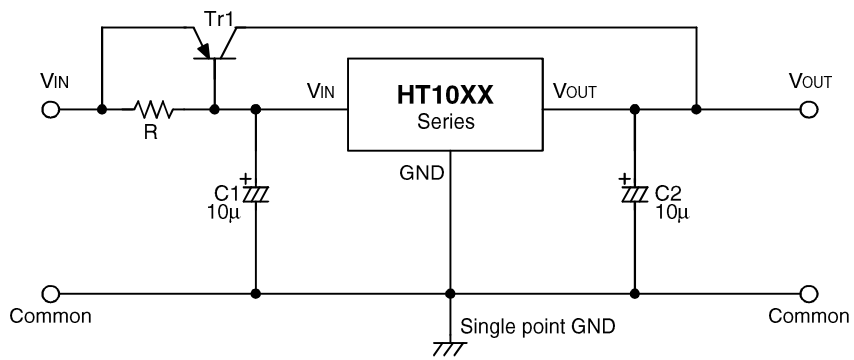 Tr1
VIN
R
VIN
HT10XX
Series
VOUT
VOUT
GND
+
C1
10μ
+
C2
10μ
Common
Single point GND
Common